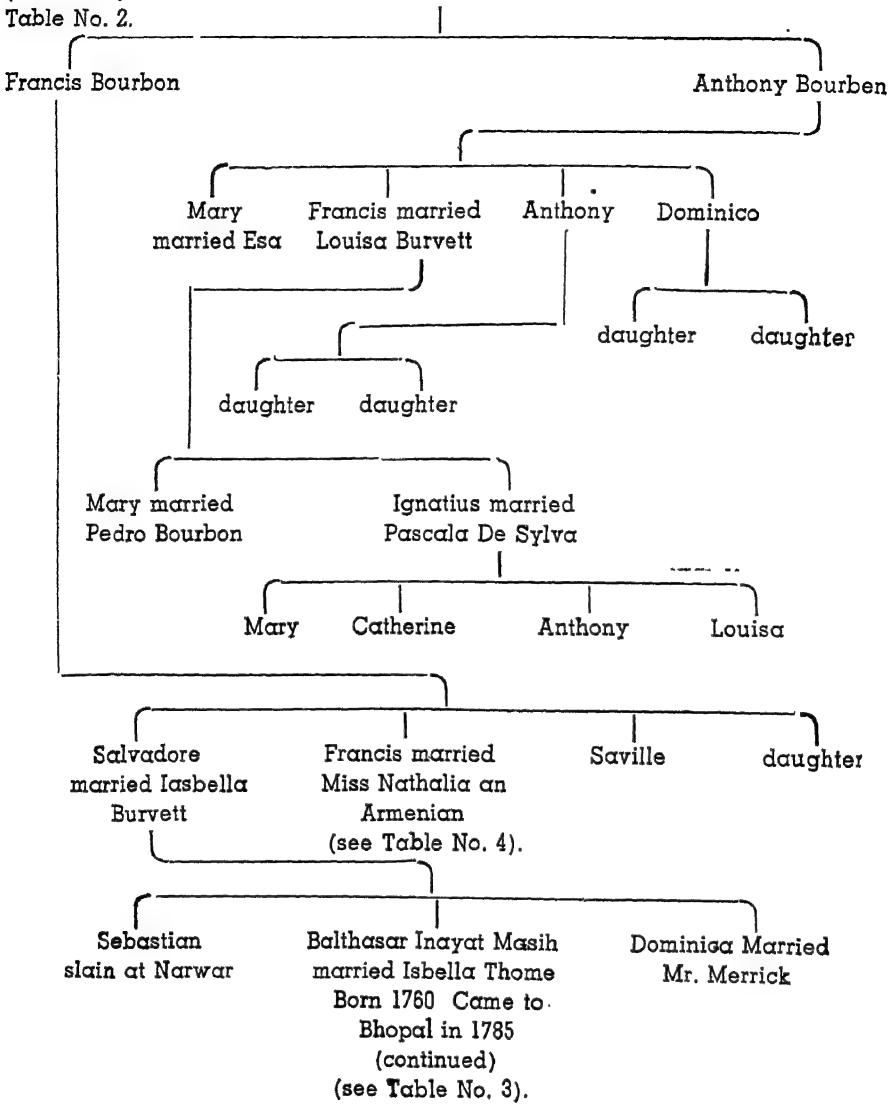 Table No. 2.
Francis Bourbon
Anthony Bourben
Mary
married Esa
Francis married
Louisa Burvett
Anthony
Dominico
daughter
daughter
daughter
daughter
Mary married
Pedro Bourbon
Ignatius married
Pascala De Sylva
Mary
Catherine
Anthony
Louisa
Salvadore
married Iasbella
Burvett
Francis married
Miss Nathalia an
Armenian
(see Table No. 4).
Saville
daughter
Sebastian
slain at Narwar
Balthasar Inayat Masih
married Isbella Thome
Born 1760 Came to
Bhopal in 1785
(continued)
(see Table No. 3).
Dominica Married
Mr. Merrick